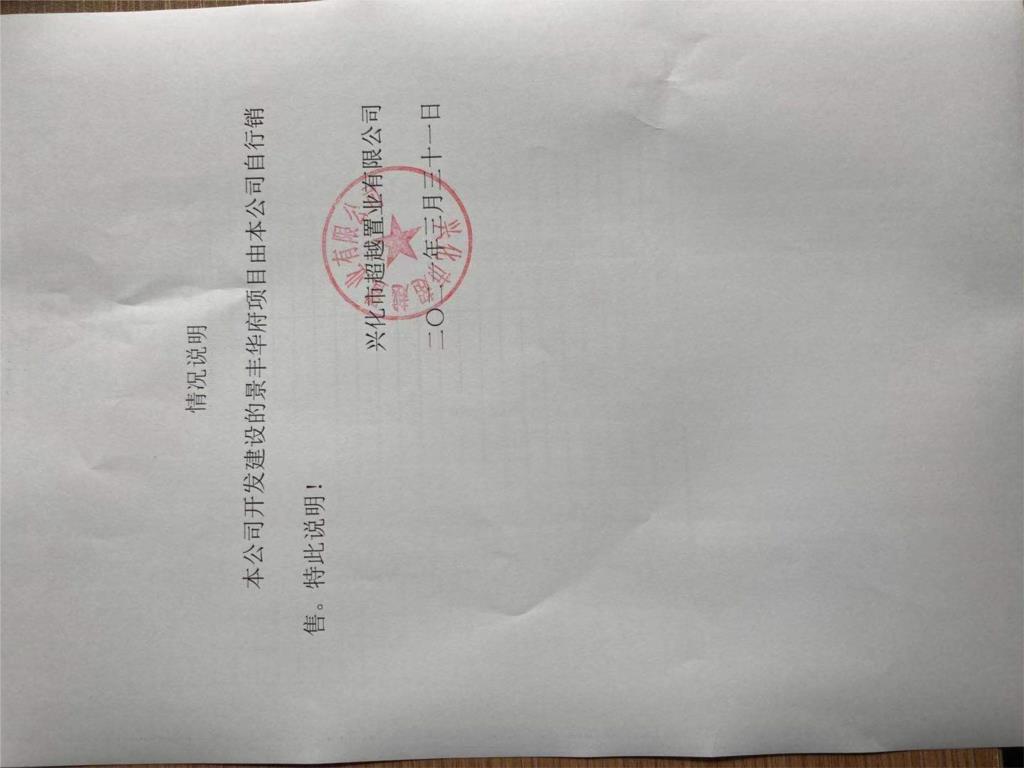 情况说明
本公司开发建设的景丰华府项目由本公司自行销
售。特此说明！
兴化市超越置业有限公司
二〇一一年三月三十一日